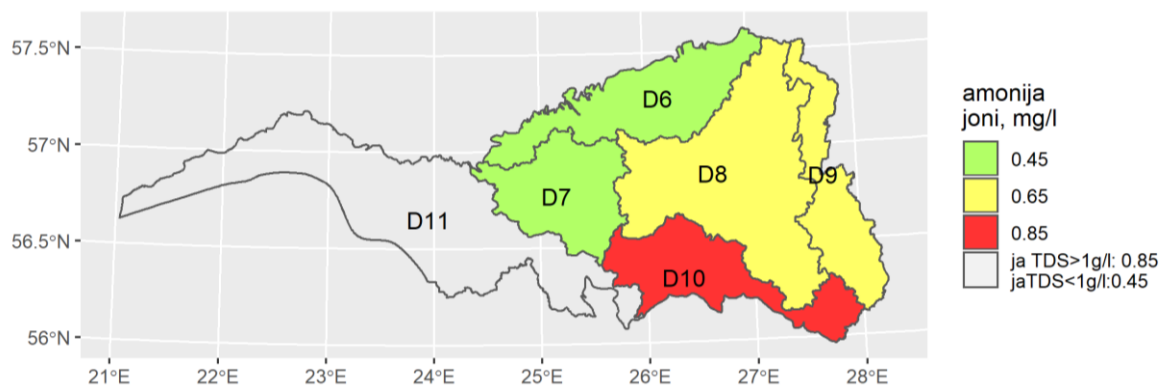 57.5°N
57°N
56.5°N
56°N
21°E
22°E
23°E
24°E
25°E
26°E
27°E
28°E
D6
D7
D8
D9
D10
D11
amonija
joni, mg/l
0.45
0.65
0.85
ja TDS>1g/l: 0.85
jaTDS<1g/l:0.45